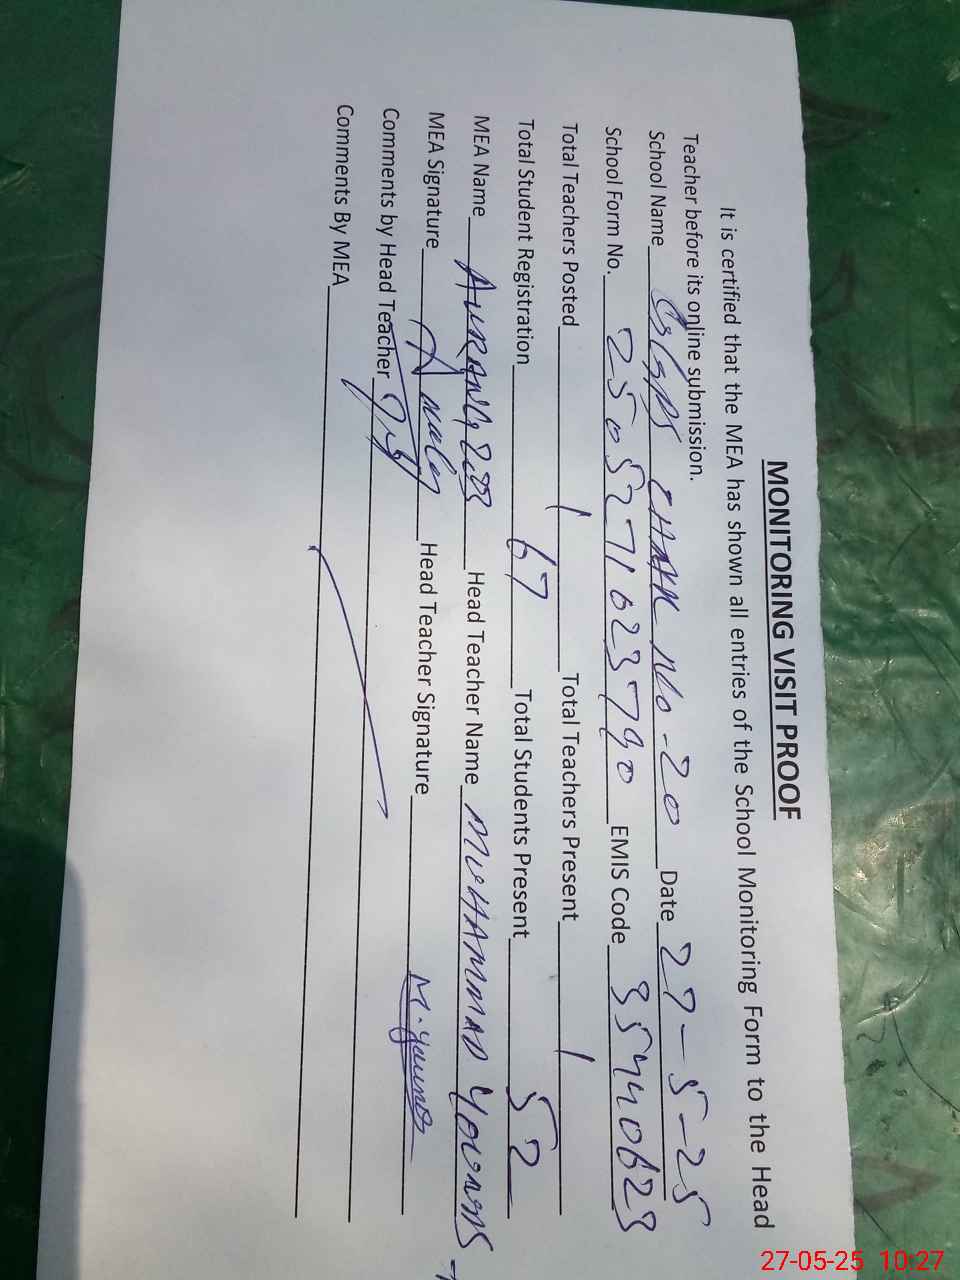 MONITORING VISIT PROOF
It is certified that the MEA has shown all entries of the School Monitoring Form to the Head
Teacher before its online submission.
School Name GGPS CHAK No-20 Date 27-5-25
School Form No. 2505271023790 EMIS Code 35440623
Total Teachers Posted 1 Total Teachers Present 1
Total Student Registration 67 Total Students Present 52
MEA Name Head Teacher Name MUHAMMAD YOUNAS
MEA Signature Head Teacher Signature M.Younas
Comments by Head Teacher
Comments By MEA
27-05-25 10:27